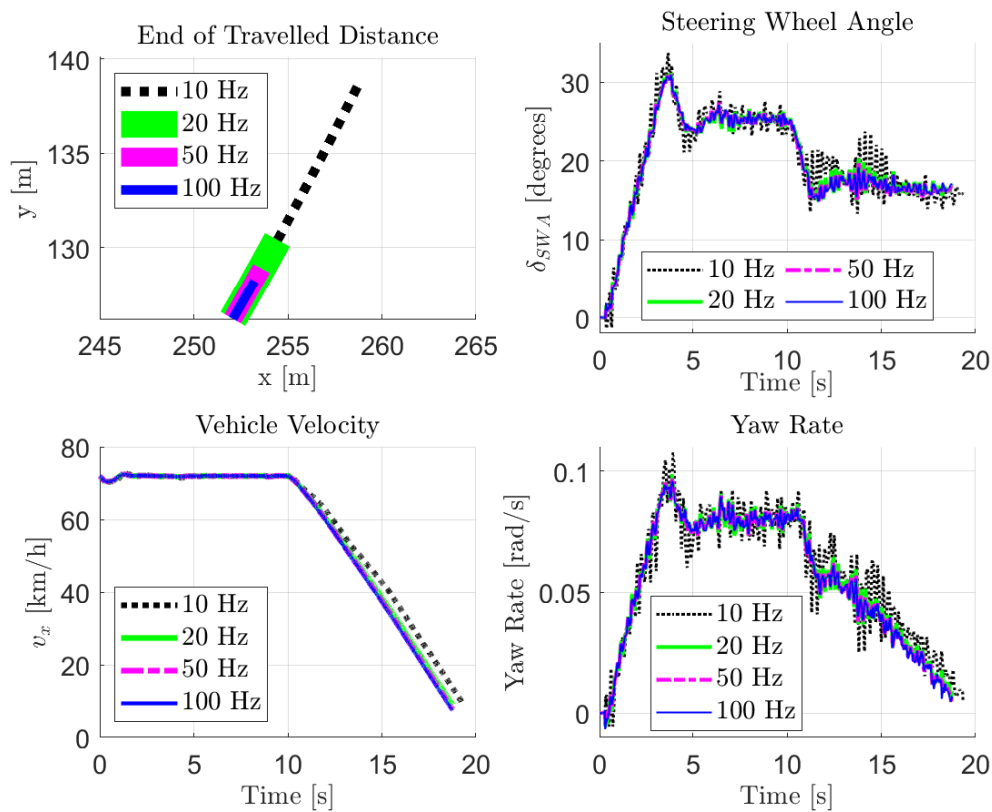 End of Travelled Distance
140
135
130
y [m]
10 Hz
20 Hz
50 Hz
100 Hz
245
250
255
260
265
x [m]
Steering Wheel Angle
30
20
10
0
δSWA [degrees]
10 Hz
50 Hz
20 Hz
100 Hz
0
5
10
15
20
Time [s]
Vehicle Velocity
80
60
40
20
0
vx [km/h]
10 Hz
20 Hz
50 Hz
100 Hz
0
5
10
15
20
Time [s]
Yaw Rate
0.1
0.05
0
Yaw Rate [rad/s]
10 Hz
20 Hz
50 Hz
100 Hz
0
5
10
15
20
Time [s]